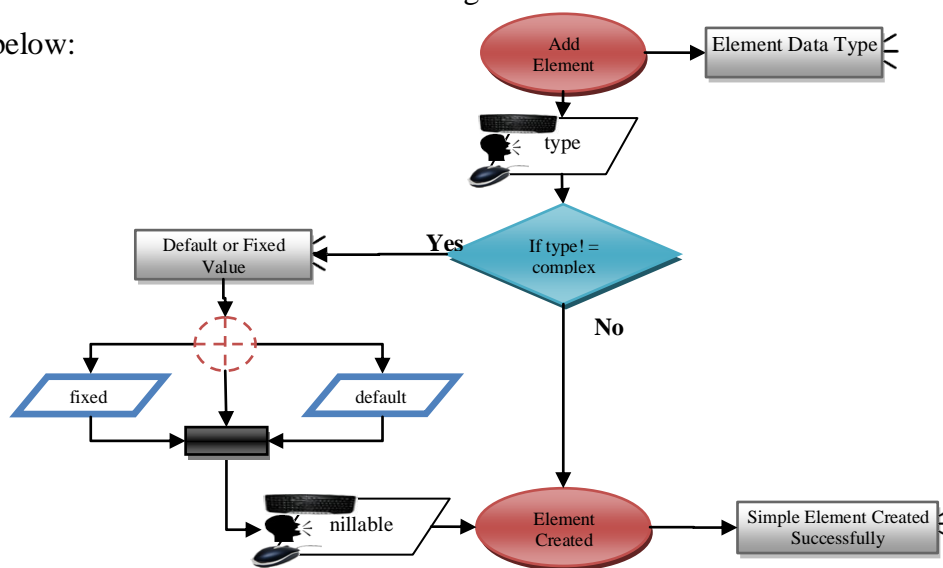 below:
Add
Element
Element Data Type
type
If type! =
complex
Yes
No
Default or Fixed
Value
fixed
default
nillable
Element
Created
Simple Element Created
Successfully